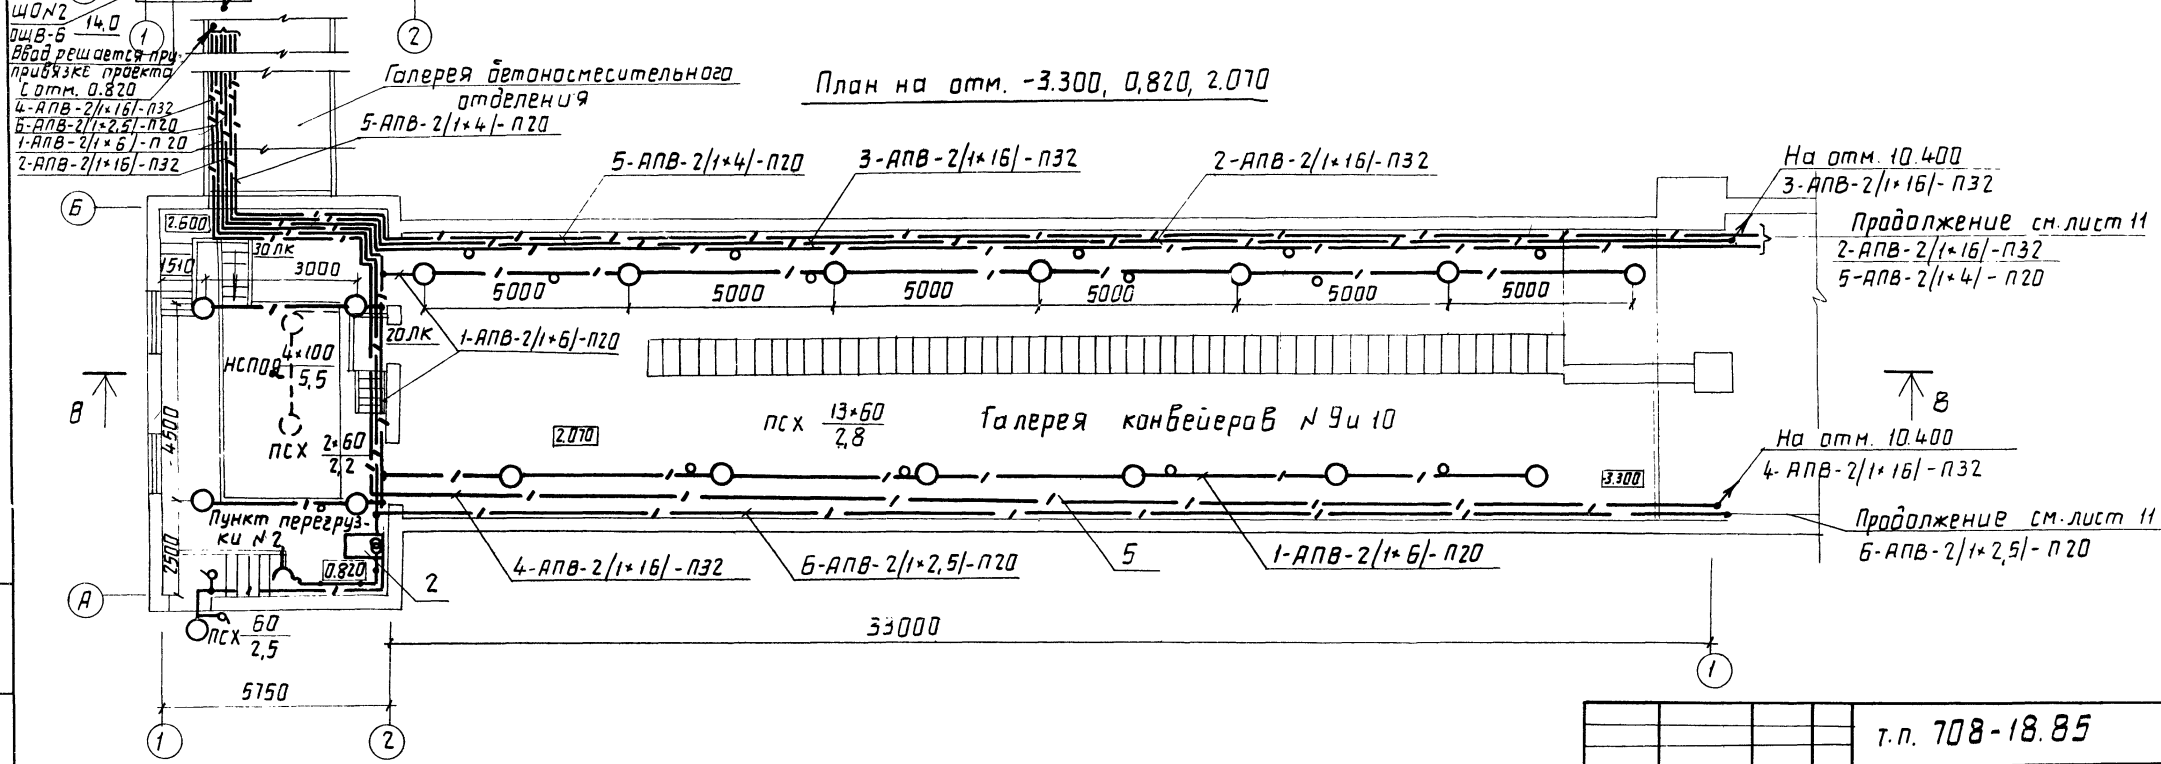 ЩО№2
ОЩВ-6 14,0
Ввод решается при
привязке проекта
С отм. 0.820
4-АПВ-2/1×16/-П32
6-АПВ-2/1×2,5/-П20
1-АПВ-2/1×6/-П20
2-АПВ-2/1×16/-П32
1
2
Галерея бетоносмесительного
отделения
5-АПВ-2/1×4/-П20
План на отм. -3.300, 0,820, 2.070
5-АПВ-2/1×4/-П20
3-АПВ-2/1×16/-П32
2-АПВ-2/1×16/-П32
На отм. 10.400
3-АПВ-2/1×16/-П32
Продолжение см. лист 11
2-АПВ-2/1×16/-П32
5-АПВ-2/1×4/-П20
Б
2.600
30 ЛК
1510
3000
5000
5000
5000
5000
5000
5000
20 ЛК
1-АПВ-2/1×6/-П20
НСП02 4×100
5,5
В
В
4500
ПСХ 2×60
2,2
2.070
ПСХ 13×60
2,8
Галерея конвейеров №9 и 10
На отм. 10.400
4-АПВ-2/1×16/-П32
-3.300
Пункт перегруз-
ки №2
2500
0.820
4-АПВ-2/1×16/-П32
6-АПВ-2/1×2,5/-П20
5
1-АПВ-2/1×6/-П20
Продолжение см. лист 11
6-АПВ-2/1×2,5/-П20
А
2
ПСХ 60
2,5
33000
5750
1
2
1
т.п. 708-18.85